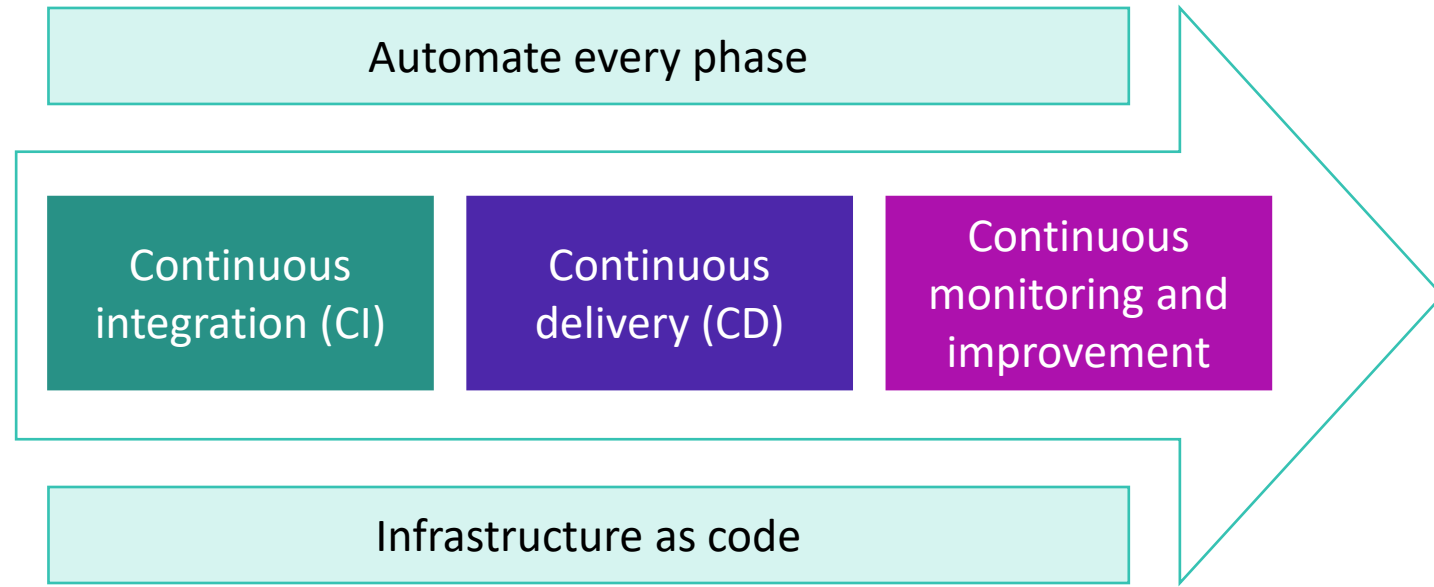 Automate every phase
Continuous
integration (CI)
Continuous
delivery (CD)
Continuous
monitoring and
improvement
Infrastructure as code